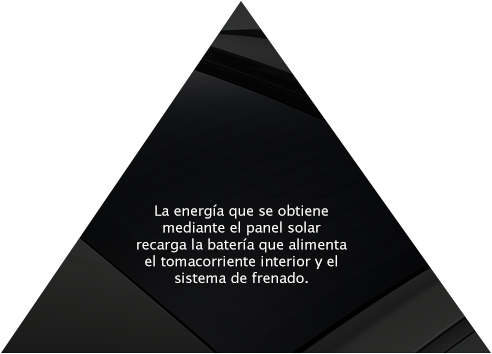 La energía que se obtiene
mediante el panel solar
recarga la batería que alimenta
el tomacorriente interior y el
sistema de frenado.